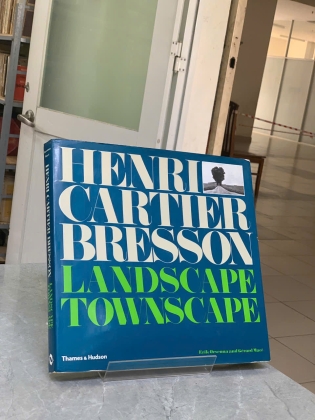 HENRI
CARTIER
BRESSON
LANDSCAPE
TOWNSCAPE
Erik Orsenna and Gérard Macé
Thames & Hudson